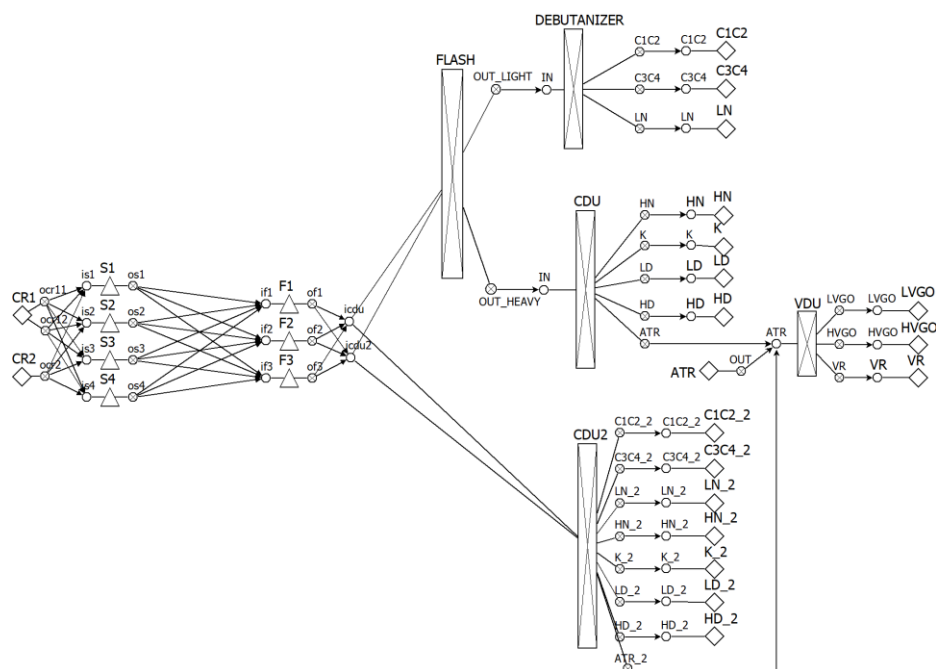 DEBUTANIZER
FLASH
OUT_LIGHT
IN
C1C2
C1C2
C1C2
C3C4
C3C4
C3C4
LN
LN
LN
CDU
OUT_HEAVY
IN
HN
HN
HN
K
K
K
LD
LD
LD
HD
HD
HD
ATR
ATR
OUT
ATR
VDU
LVGO
LVGO
LVGO
HVGO
HVGO
HVGO
VR
VR
VR
CR1
ocr11
ocr12
CR2
ocr2
is1
S1
os1
is2
S2
os2
is3
S3
os3
is4
S4
os4
if1
F1
of1
if2
F2
of2
if3
F3
of3
icdu
icdu2
CDU2
C1C2_2
C1C2_2
C1C2_2
C3C4_2
C3C4_2
C3C4_2
LN_2
LN_2
LN_2
HN_2
HN_2
HN_2
K_2
K_2
K_2
LD_2
LD_2
LD_2
HD_2
HD_2
HD_2
ATR_2